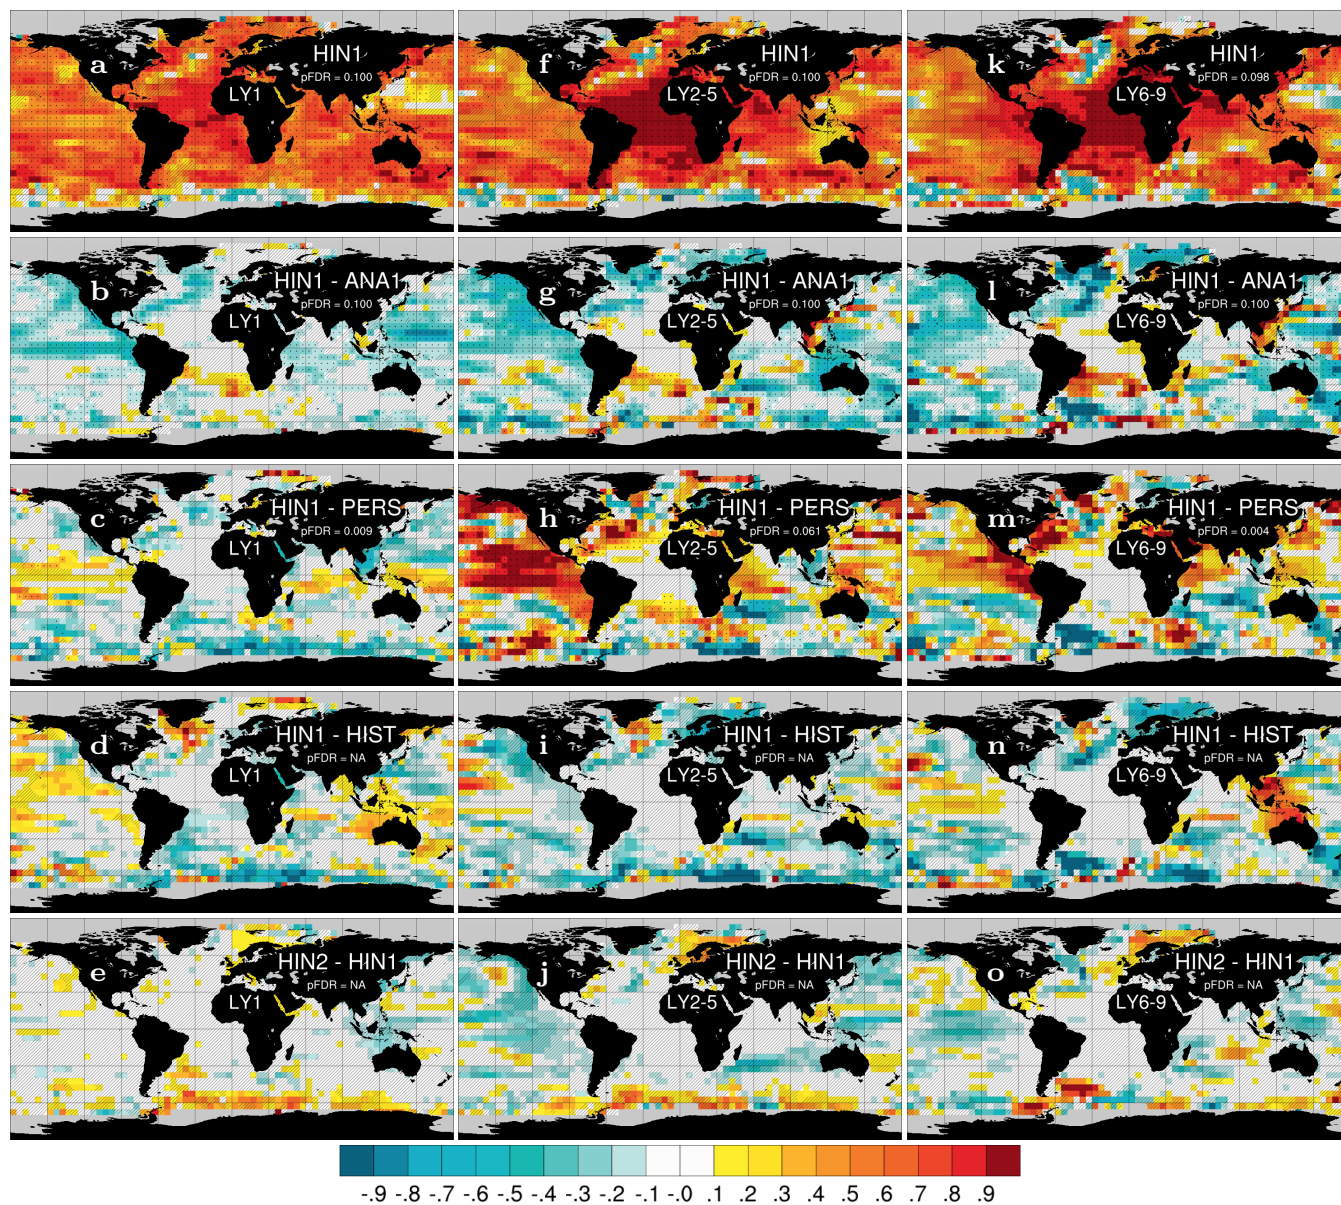 a
HIN1
pFDR = 0.100
LY1
f
HIN1
pFDR = 0.100
LY2-5
k
HIN1
pFDR = 0.098
LY6-9
b
HIN1 - ANA1
pFDR = 0.100
LY1
g
HIN1 - ANA1
pFDR = 0.100
LY2-5
l
HIN1 - ANA1
pFDR = 0.100
LY6-9
c
HIN1 - PERS
pFDR = 0.009
LY1
h
HIN1 - PERS
pFDR = 0.061
LY2-5
m
HIN1 - PERS
pFDR = 0.004
LY6-9
d
HIN1 - HIST
pFDR = NA
LY1
i
HIN1 - HIST
pFDR = NA
LY2-5
n
HIN1 - HIST
pFDR = NA
LY6-9
e
HIN2 - HIN1
pFDR = NA
LY1
j
HIN2 - HIN1
pFDR = NA
LY2-5
o
HIN2 - HIN1
pFDR = NA
LY6-9
-.9 -.8 -.7 -.6 -.5 -.4 -.3 -.2 -.1 -.0 .1 .2 .3 .4 .5 .6 .7 .8 .9